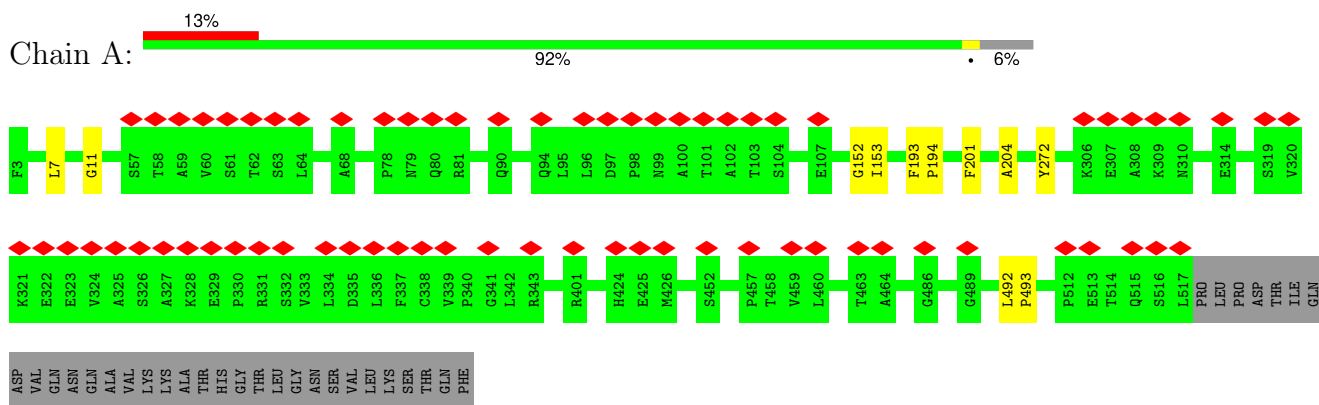 13%
Chain A:
92% • 6%
F3 L7 G11 S57 T58 A59 V60 S61 T62 S63 L64 A68 P78 N79 Q80 R81 Q90 Q94 L95 L96 D97 P98 N99 A100 T101 A102 T103 S104 E107 G152 I153 F193 P194 F201 A204 Y272 K306 E307 A308 K309 N310 E314 S319 V320
K321 E322 E323 V324 A325 S326 A327 K328 E329 P330 R331 S332 V333 L334 D335 L336 F337 C338 V339 P340 G341 L342 R343 R401 H424 E425 M426 S452 P457 T458 V459 L460 T463 A464 G486 G489 L492 P493 P512 E513 T514 Q515 S516 L517 PRO LEU PRO ASP THR ILE GLN
ASP VAL GLN ASN GLN ALA VAL LYS LYS ALA THR HIS GLY THR LEU GLY ASN SER VAL LEU LYS SER THR GLN PHE